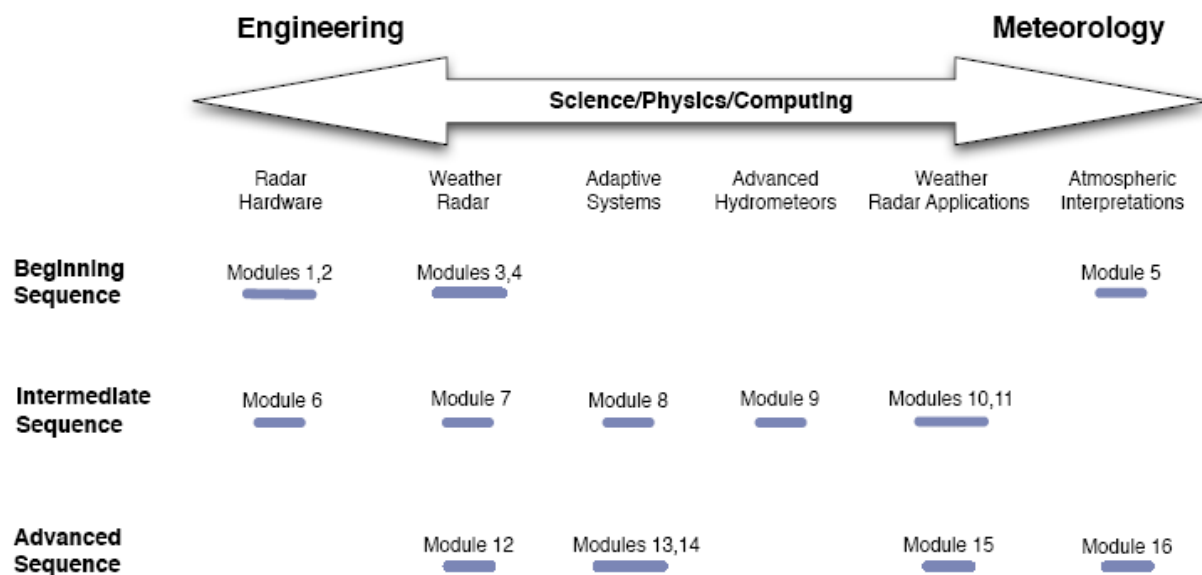 Engineering
Meteorology
Science/Physics/Computing
Radar
Hardware
Weather
Radar
Adaptive
Systems
Advanced
Hydrometeors
Weather
Radar Applications
Atmospheric
Interpretations
Beginning
Sequence
Modules 1,2
Modules 3,4
Module 5
Intermediate
Sequence
Module 6
Module 7
Module 8
Module 9
Modules 10,11
Advanced
Sequence
Module 12
Modules 13,14
Module 15
Module 16